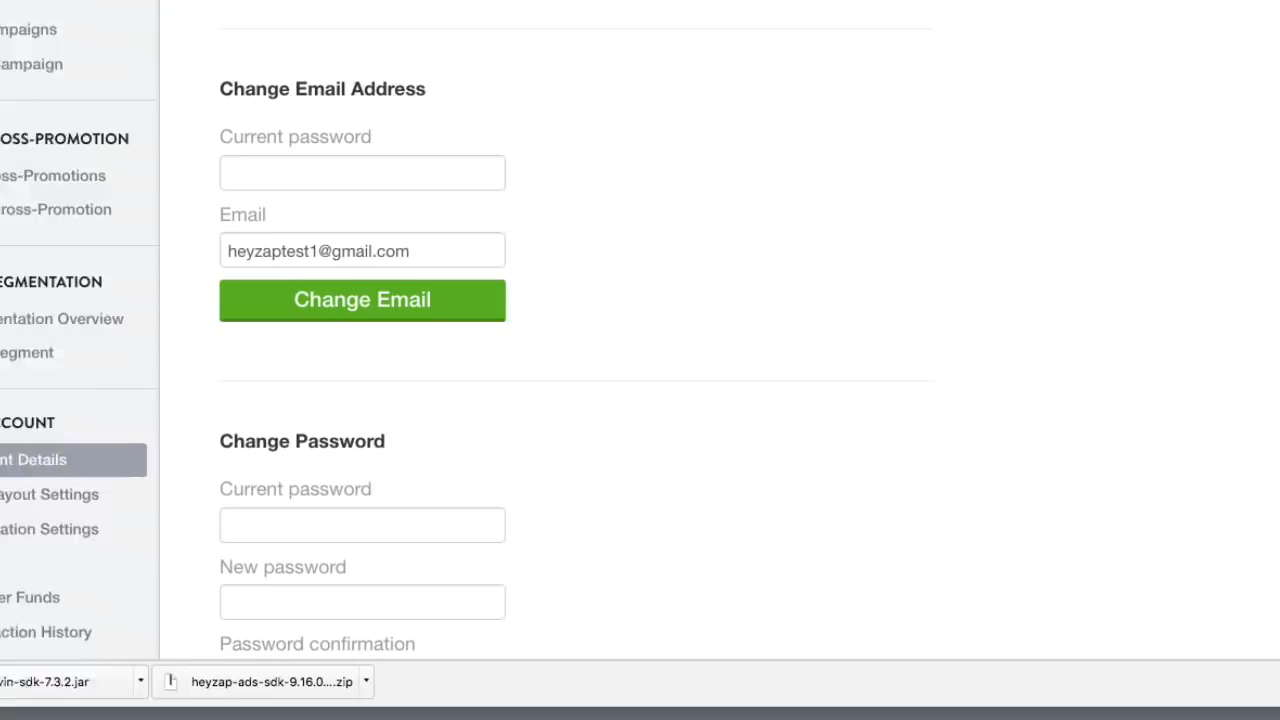 mpaigns
ampaign
OSS-PROMOTION
ss-Promotions
ross-Promotion
EGMENTATION
entation Overview
egment
COUNT
nt Details
ayout Settings
ation Settings
er Funds
ction History
Change Email Address
Current password
Email
heyzaptest1@gmail.com
Change Email
Change Password
Current password
New password
Password confirmation
vin-sdk-7.3.2.jar
heyzap-ads-sdk-9.16.0....zip